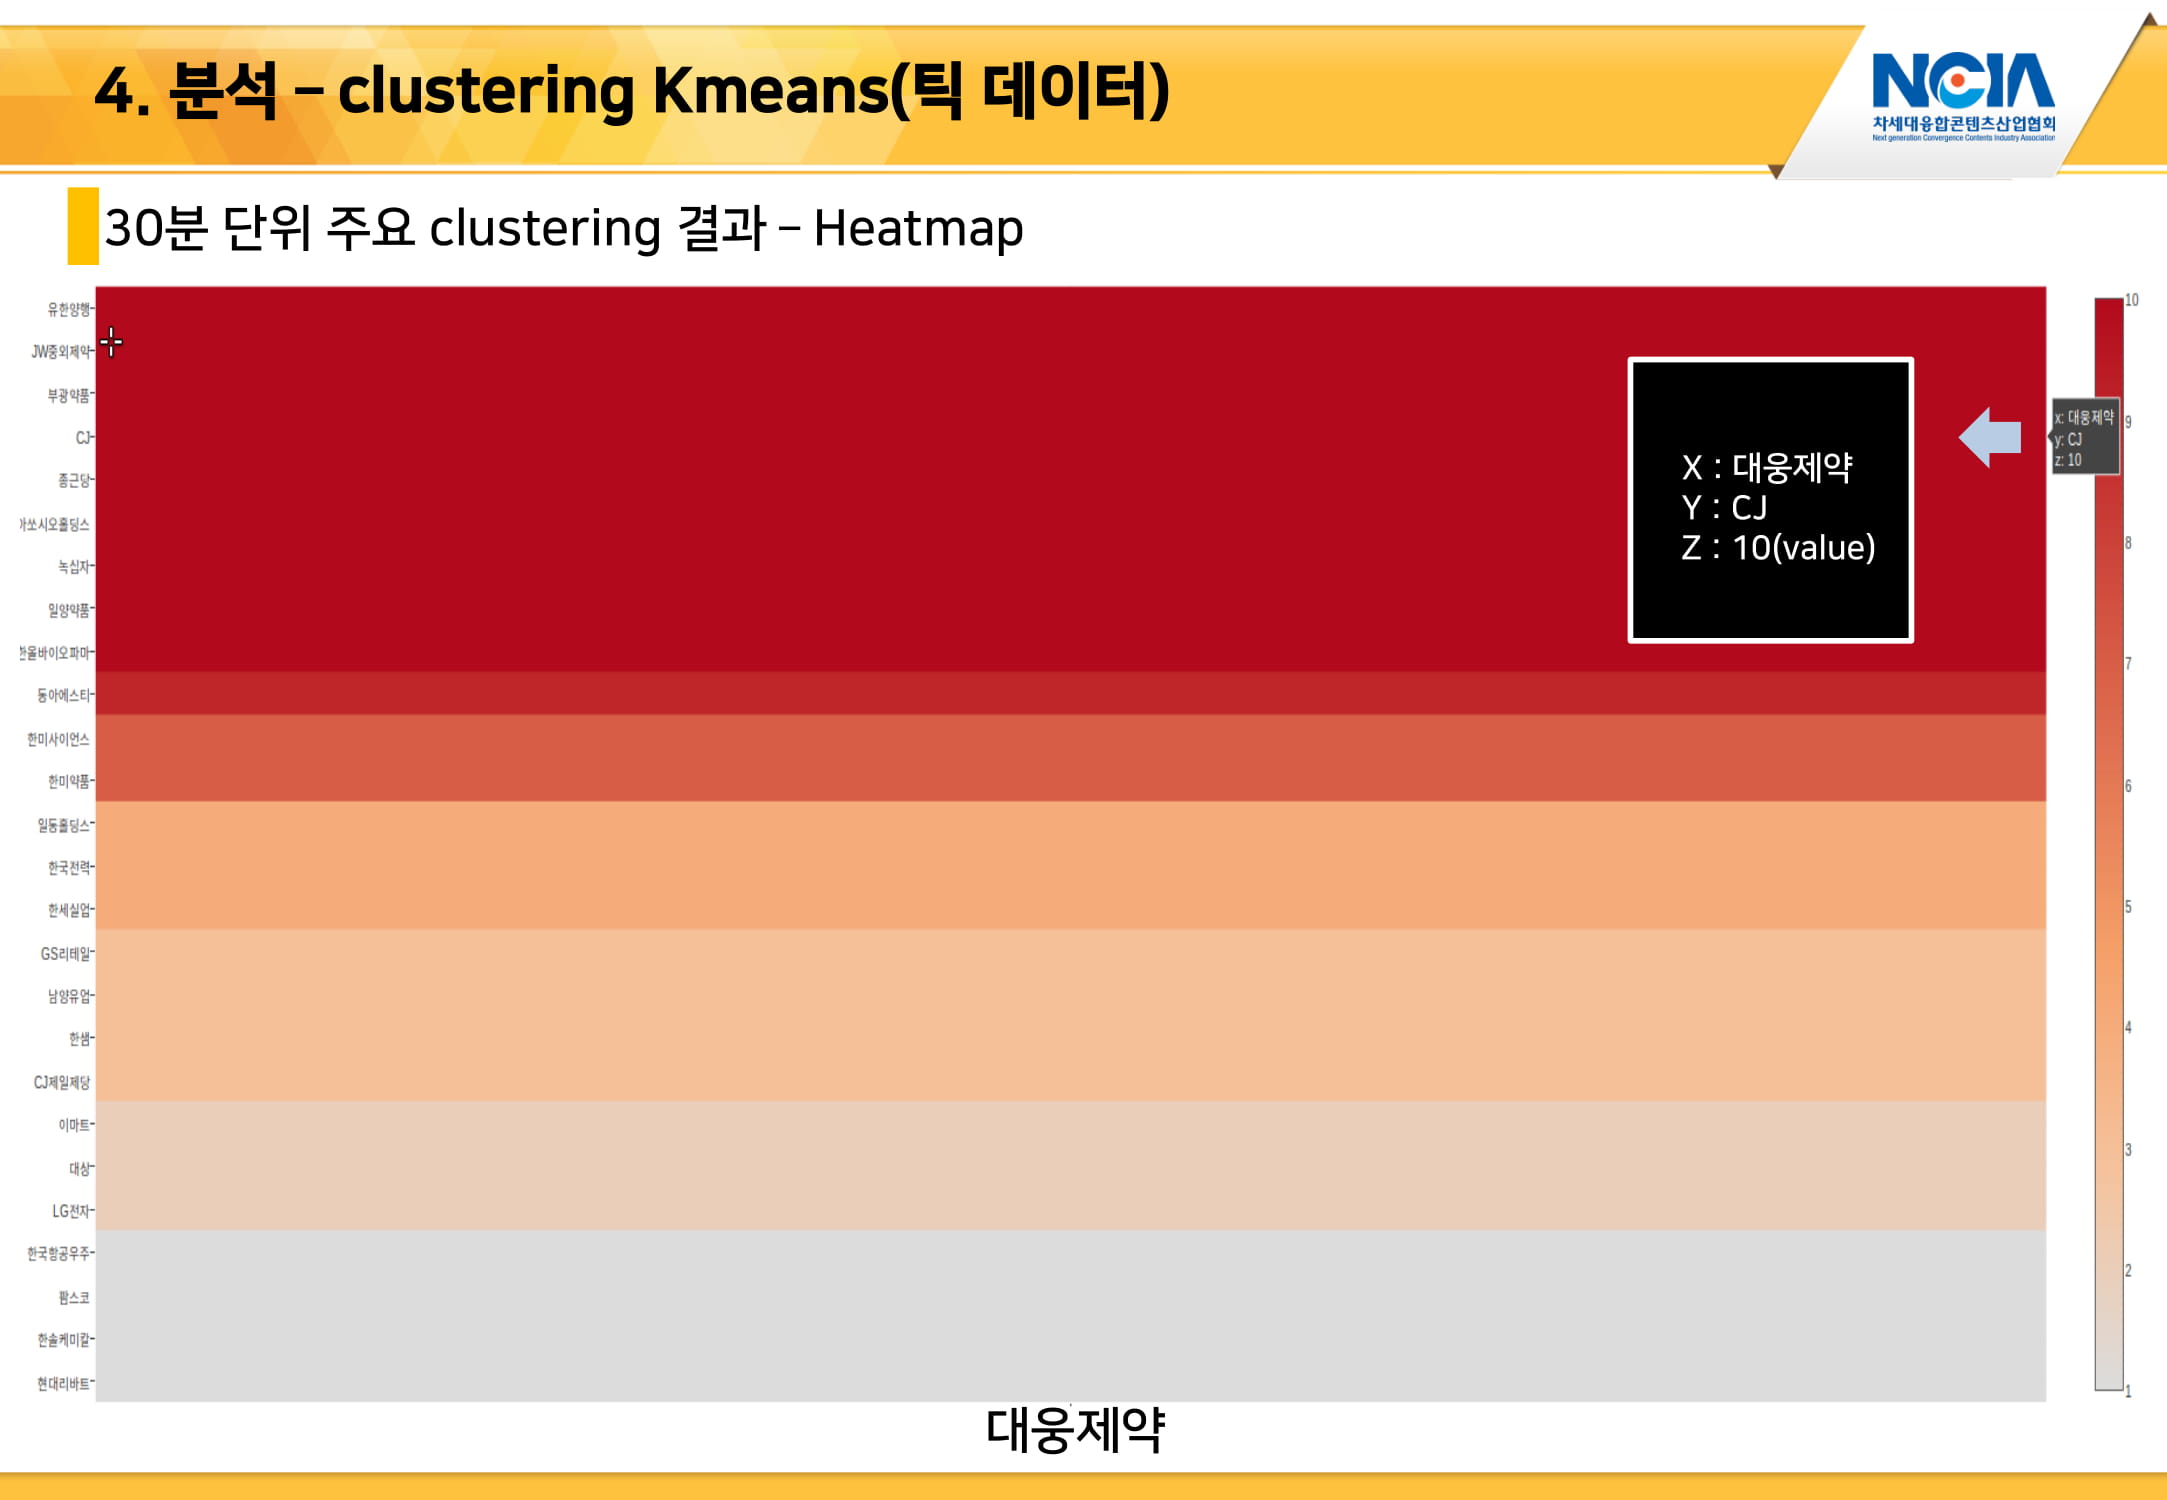 4. 분석 – clustering Kmeans(틱 데이터)
NCIA
차세대융합콘텐츠산업협회
Next generation Convergence Contents Industry Association
30분 단위 주요 clustering 결과 – Heatmap
유한양행
JW중외제약
부광약품
CJ
종근당
아쏘시오홀딩스
녹십자
일양약품
한올바이오파마
동아에스티
한미사이언스
한미약품
일동홀딩스
한국전력
한세실업
GS리테일
남양유업
한샘
CJ제일제당
이마트
대상
LG전자
한국항공우주
팜스코
한솔케미칼
현대리바트
X : 대웅제약
Y : CJ
Z : 10(value)
x: 대웅제약
y: CJ
z: 10
10
9
8
7
6
5
4
3
2
1
대웅제약